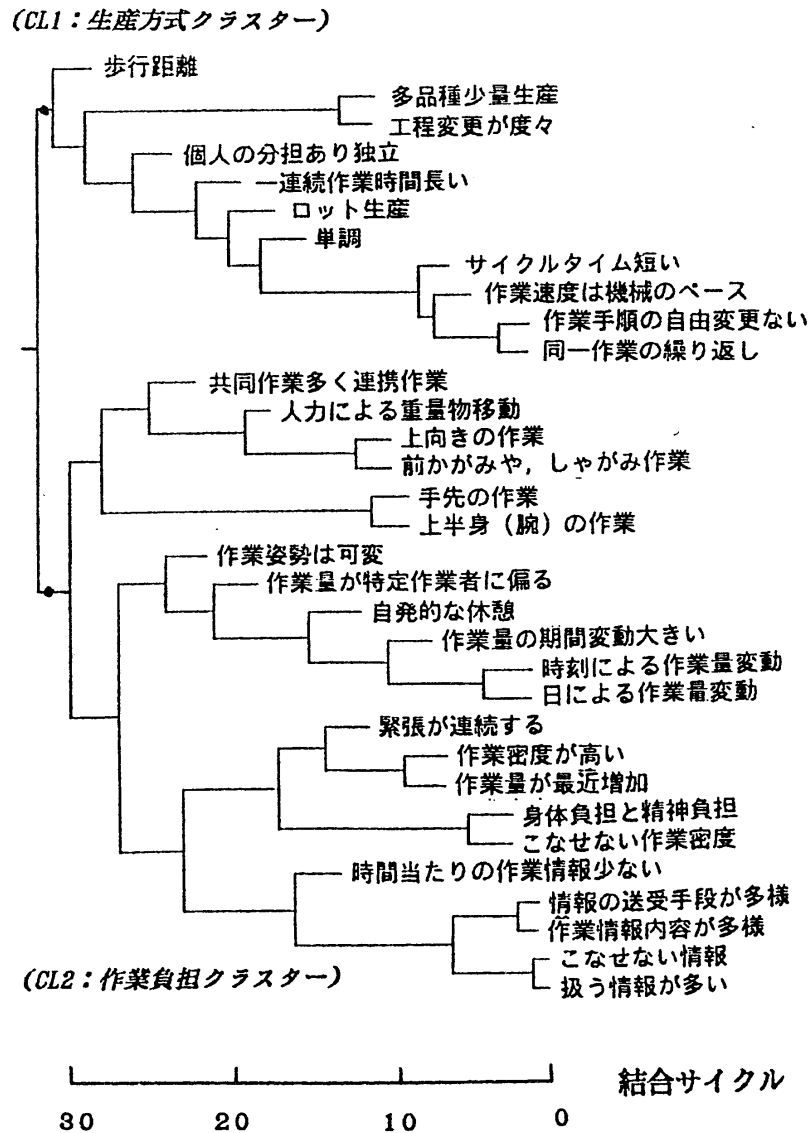 (CL1：生産方式クラスター)
歩行距離
多品種少量生産
工程変更が度々
個人の分担あり独立
一連続作業時間長い
ロット生産
単調
サイクルタイム短い
作業速度は機械のペース
作業手順の自由変更ない
同一作業の繰り返し
共同作業多く連携作業
人力による重量物移動
上向きの作業
前かがみや，しゃがみ作業
手先の作業
上半身（腕）の作業
作業姿勢は可変
作業量が特定作業者に偏る
自発的な休憩
作業量の期間変動大きい
時刻による作業量変動
日による作業量変動
緊張が連続する
作業密度が高い
作業量が最近増加
身体負担と精神負担
こなせない作業密度
時間当たりの作業情報少ない
情報の送受手段が多様
作業情報内容が多様
こなせない情報
扱う情報が多い
(CL2：作業負担クラスター)
結合サイクル
30 20 10 0